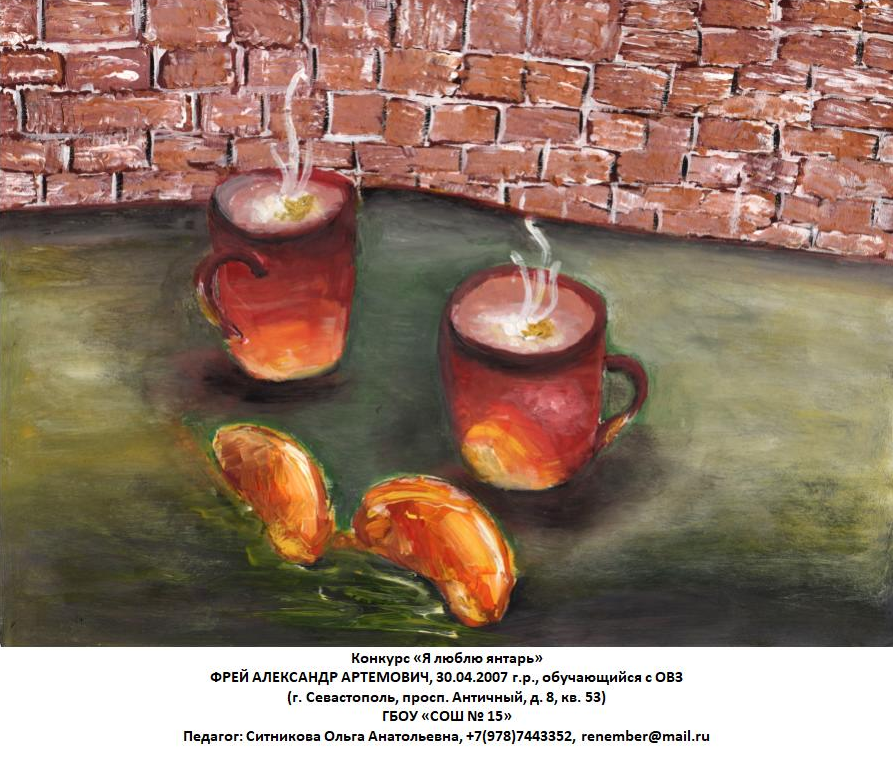 Конкурс «Я люблю янтарь»
ФРЕЙ АЛЕКСАНДР АРТЕМОВИЧ, 30.04.2007 г.р., обучающийся с ОВЗ
(г. Севастополь, просп. Античный, д. 8, кв. 53)
ГБОУ «СОШ № 15»
Педагог: Ситникова Ольга Анатольевна, +7(978)7443352, renember@mail.ru